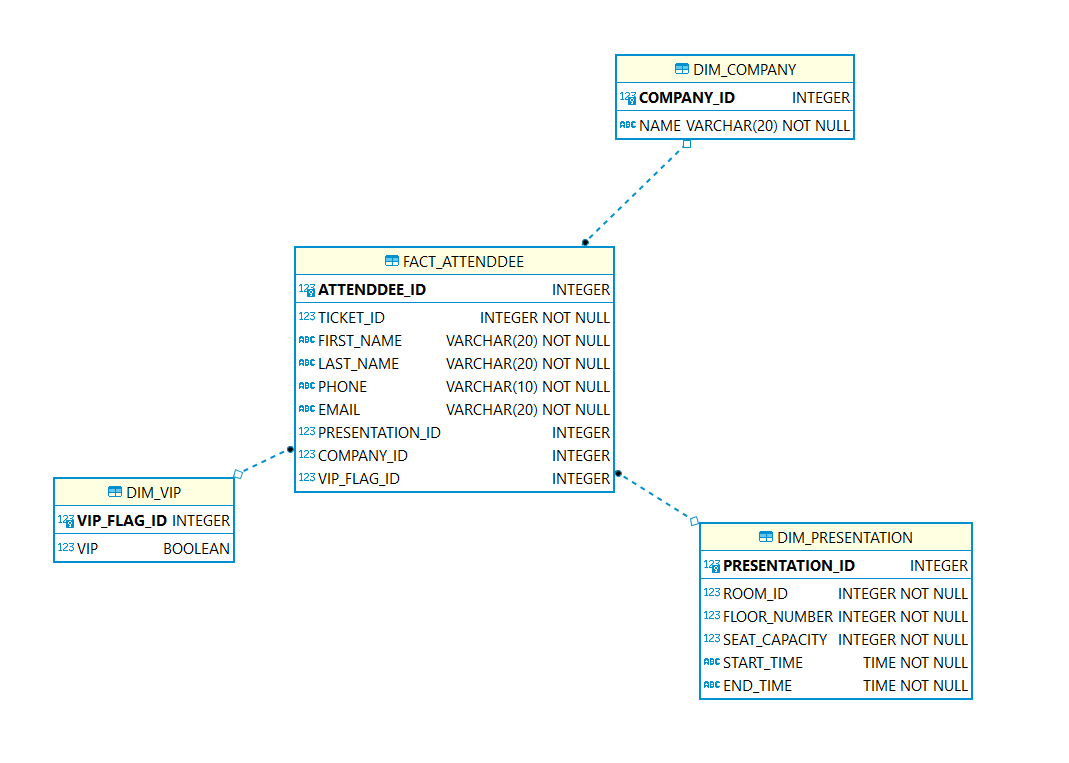 DIM_COMPANY
123 COMPANY_ID INTEGER
ABC NAME VARCHAR(20) NOT NULL
FACT_ATTENDDEE
123 ATTENDDEE_ID INTEGER
123 TICKET_ID INTEGER NOT NULL
ABC FIRST_NAME VARCHAR(20) NOT NULL
ABC LAST_NAME VARCHAR(20) NOT NULL
ABC PHONE VARCHAR(10) NOT NULL
ABC EMAIL VARCHAR(20) NOT NULL
123 PRESENTATION_ID INTEGER
123 COMPANY_ID INTEGER
123 VIP_FLAG_ID INTEGER
DIM_VIP
123 VIP_FLAG_ID INTEGER
123 VIP BOOLEAN
DIM_PRESENTATION
123 PRESENTATION_ID INTEGER
123 ROOM_ID INTEGER NOT NULL
123 FLOOR_NUMBER INTEGER NOT NULL
123 SEAT_CAPACITY INTEGER NOT NULL
ABC START_TIME TIME NOT NULL
ABC END_TIME TIME NOT NULL